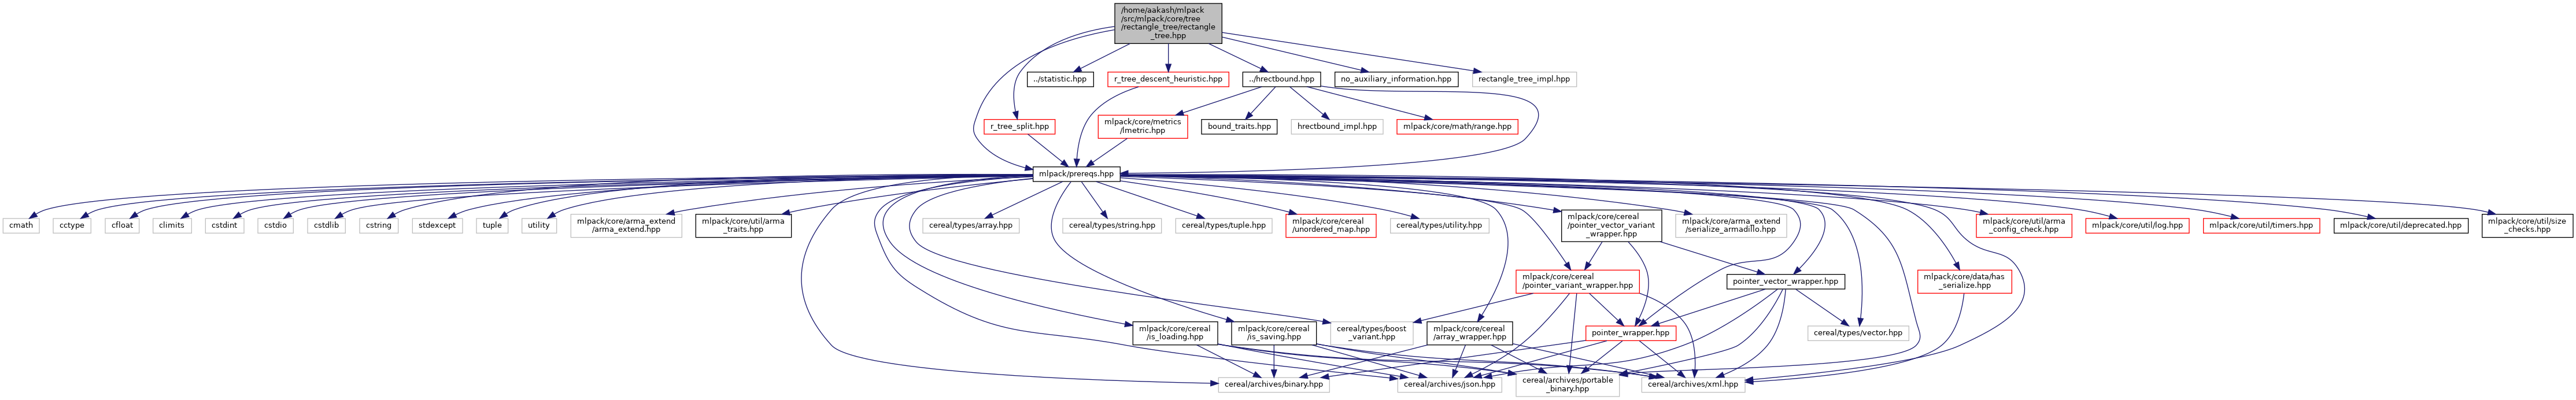 /home/aakash/mlpack
/src/mlpack/core/tree
/rectangle_tree/rectangle
_tree.hpp
../statistic.hpp
r_tree_descent_heuristic.hpp
../hrectbound.hpp
no_auxiliary_information.hpp
rectangle_tree_impl.hpp
r_tree_split.hpp
mlpack/core/metrics
/lmetric.hpp
bound_traits.hpp
hrectbound_impl.hpp
mlpack/core/math/range.hpp
mlpack/prereqs.hpp
cmath
cctype
cfloat
climits
cstdint
cstdio
cstdlib
cstring
stdexcept
tuple
utility
mlpack/core/arma_extend
/arma_extend.hpp
mlpack/core/util/arma
_traits.hpp
cereal/types/array.hpp
cereal/types/string.hpp
cereal/types/tuple.hpp
mlpack/core/cereal
/unordered_map.hpp
cereal/types/utility.hpp
mlpack/core/cereal
/pointer_vector_variant
_wrapper.hpp
mlpack/core/arma_extend
/serialize_armadillo.hpp
mlpack/core/util/arma
_config_check.hpp
mlpack/core/util/log.hpp
mlpack/core/util/timers.hpp
mlpack/core/util/deprecated.hpp
mlpack/core/util/size
_checks.hpp
mlpack/core/cereal
/pointer_variant_wrapper.hpp
pointer_vector_wrapper.hpp
mlpack/core/data/has
_serialize.hpp
mlpack/core/cereal
/is_loading.hpp
mlpack/core/cereal
/is_saving.hpp
cereal/types/boost
_variant.hpp
mlpack/core/cereal
/array_wrapper.hpp
pointer_wrapper.hpp
cereal/types/vector.hpp
cereal/archives/binary.hpp
cereal/archives/json.hpp
cereal/archives/portable
_binary.hpp
cereal/archives/xml.hpp